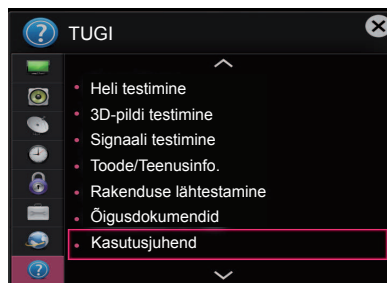 TUGI
Heli testimine
3D-pildi testimine
Signaali testimine
Toode/Teenusinfo.
Rakenduse lähtestamine
Õigusdokumendid
Kasutusjuhend